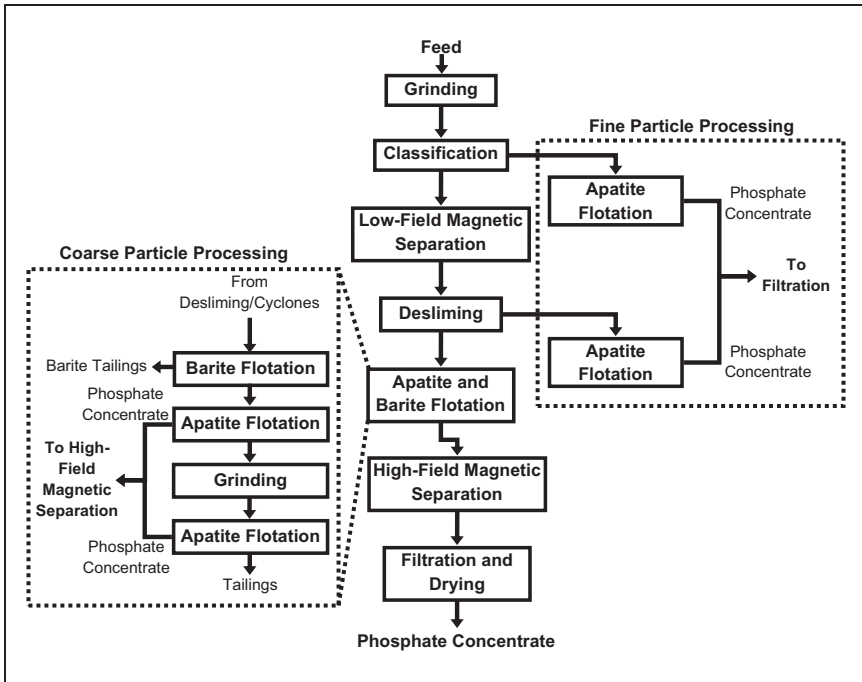 Feed
Grinding
Classification
Low-Field Magnetic
Separation
Desliming
Apatite and
Barite Flotation
High-Field Magnetic
Separation
Filtration and
Drying
Phosphate Concentrate
Fine Particle Processing
Apatite
Flotation
Phosphate
Concentrate
To
Filtration
Apatite
Flotation
Phosphate
Concentrate
Coarse Particle Processing
From
Desliming/Cyclones
Barite Tailings
Barite Flotation
Phosphate
Concentrate
Apatite Flotation
To High-
Field
Magnetic
Separation
Grinding
Apatite Flotation
Phosphate
Concentrate
Tailings